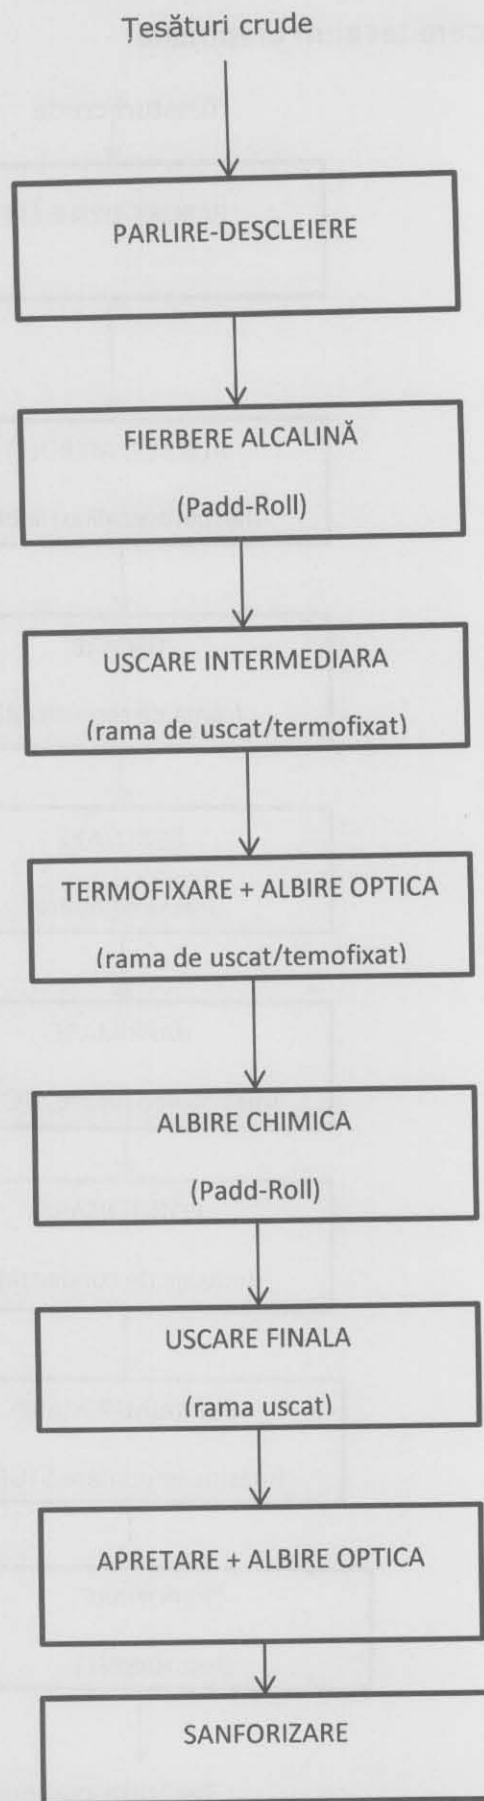 Țesături crude
PARLIRE-DESCLEIERE
FIERBERE ALCALINĂ
(Padd-Roll)
USCARE INTERMEDIARA
(rama de uscat/termofixat)
TERMOFIXARE + ALBIRE OPTICA
(rama de uscat/temofixat)
ALBIRE CHIMICA
(Padd-Roll)
USCARE FINALA
(rama uscat)
APRETARE + ALBIRE OPTICA
SANFORIZARE